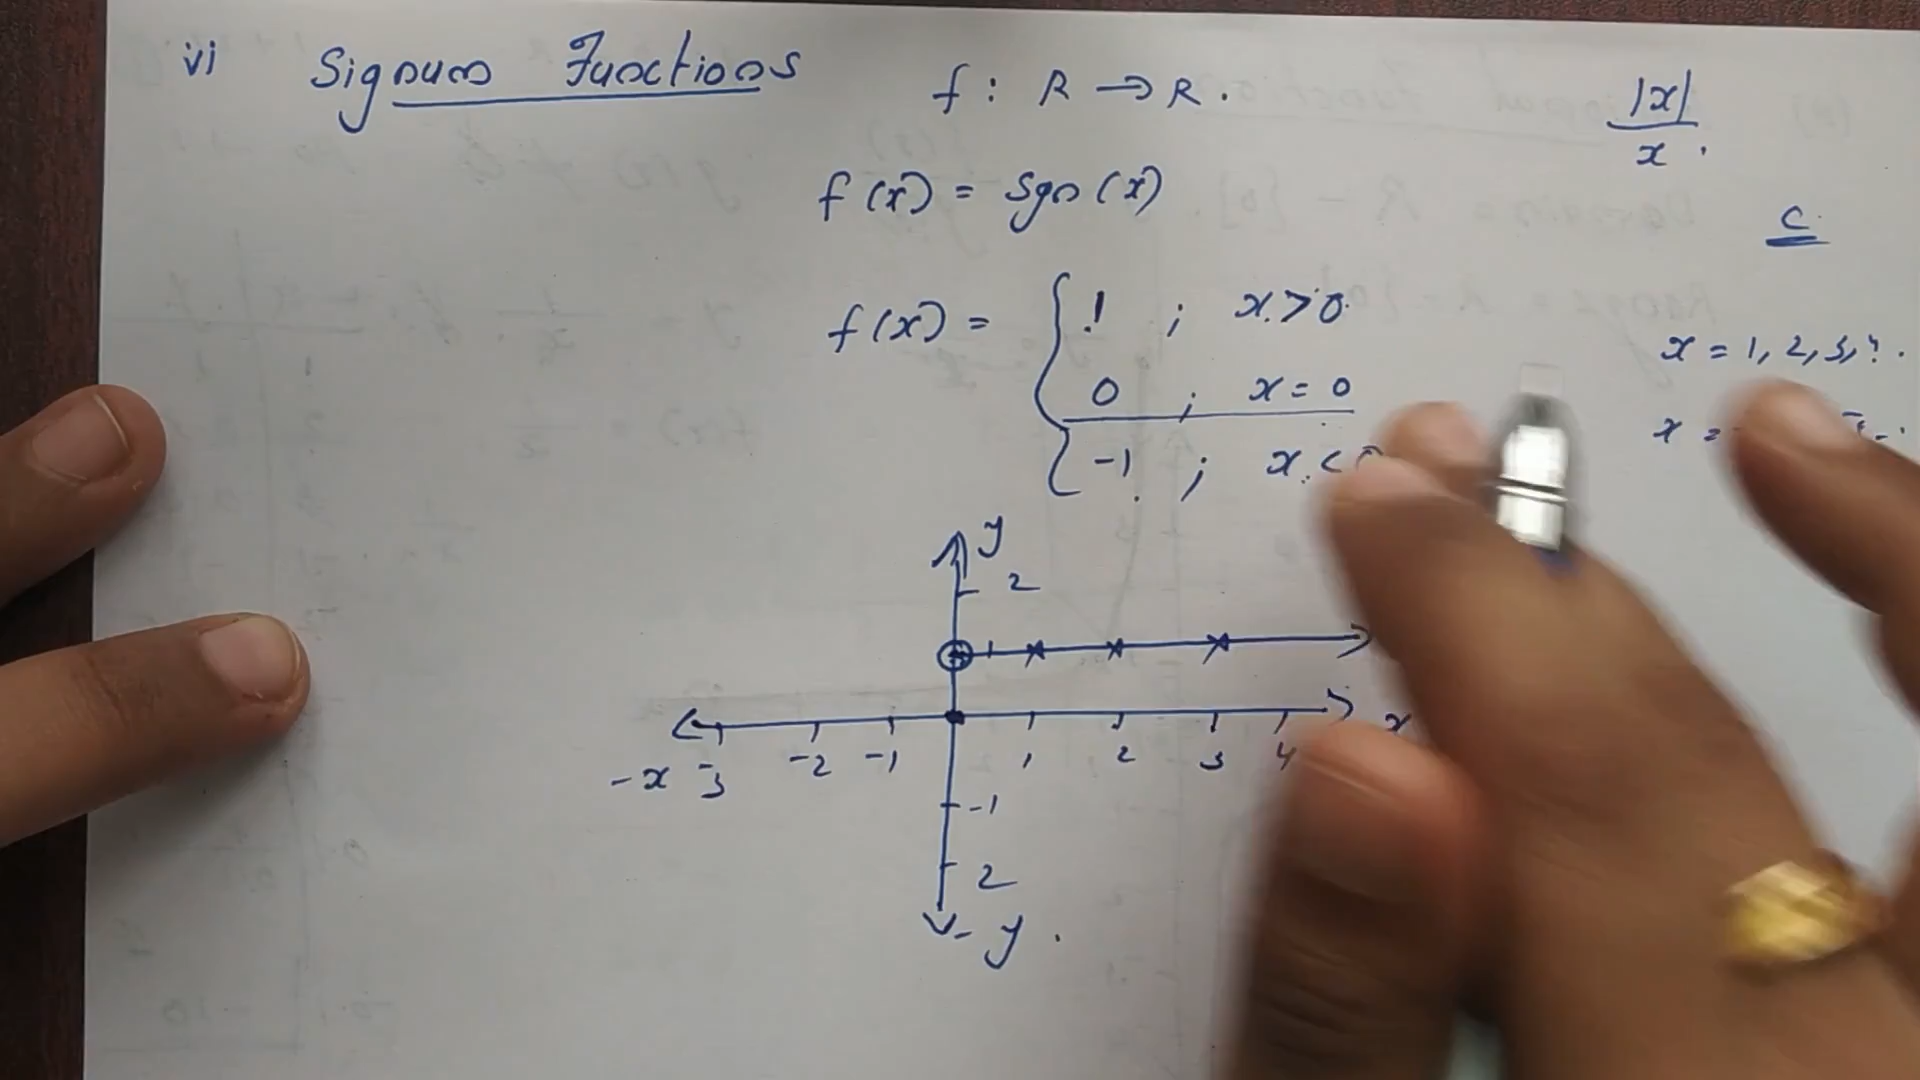 vi Signum Functions
f : R → R .
|x|
x .
f(x) = Sgn(x)
C
f(x) = { 1 ; x > 0
0 ; x = 0
-1 ; x <
x = 1, 2, 3,
x =
y
2
1
-x -3 -2 -1 1 2 3 4 x
-1
2
-y .